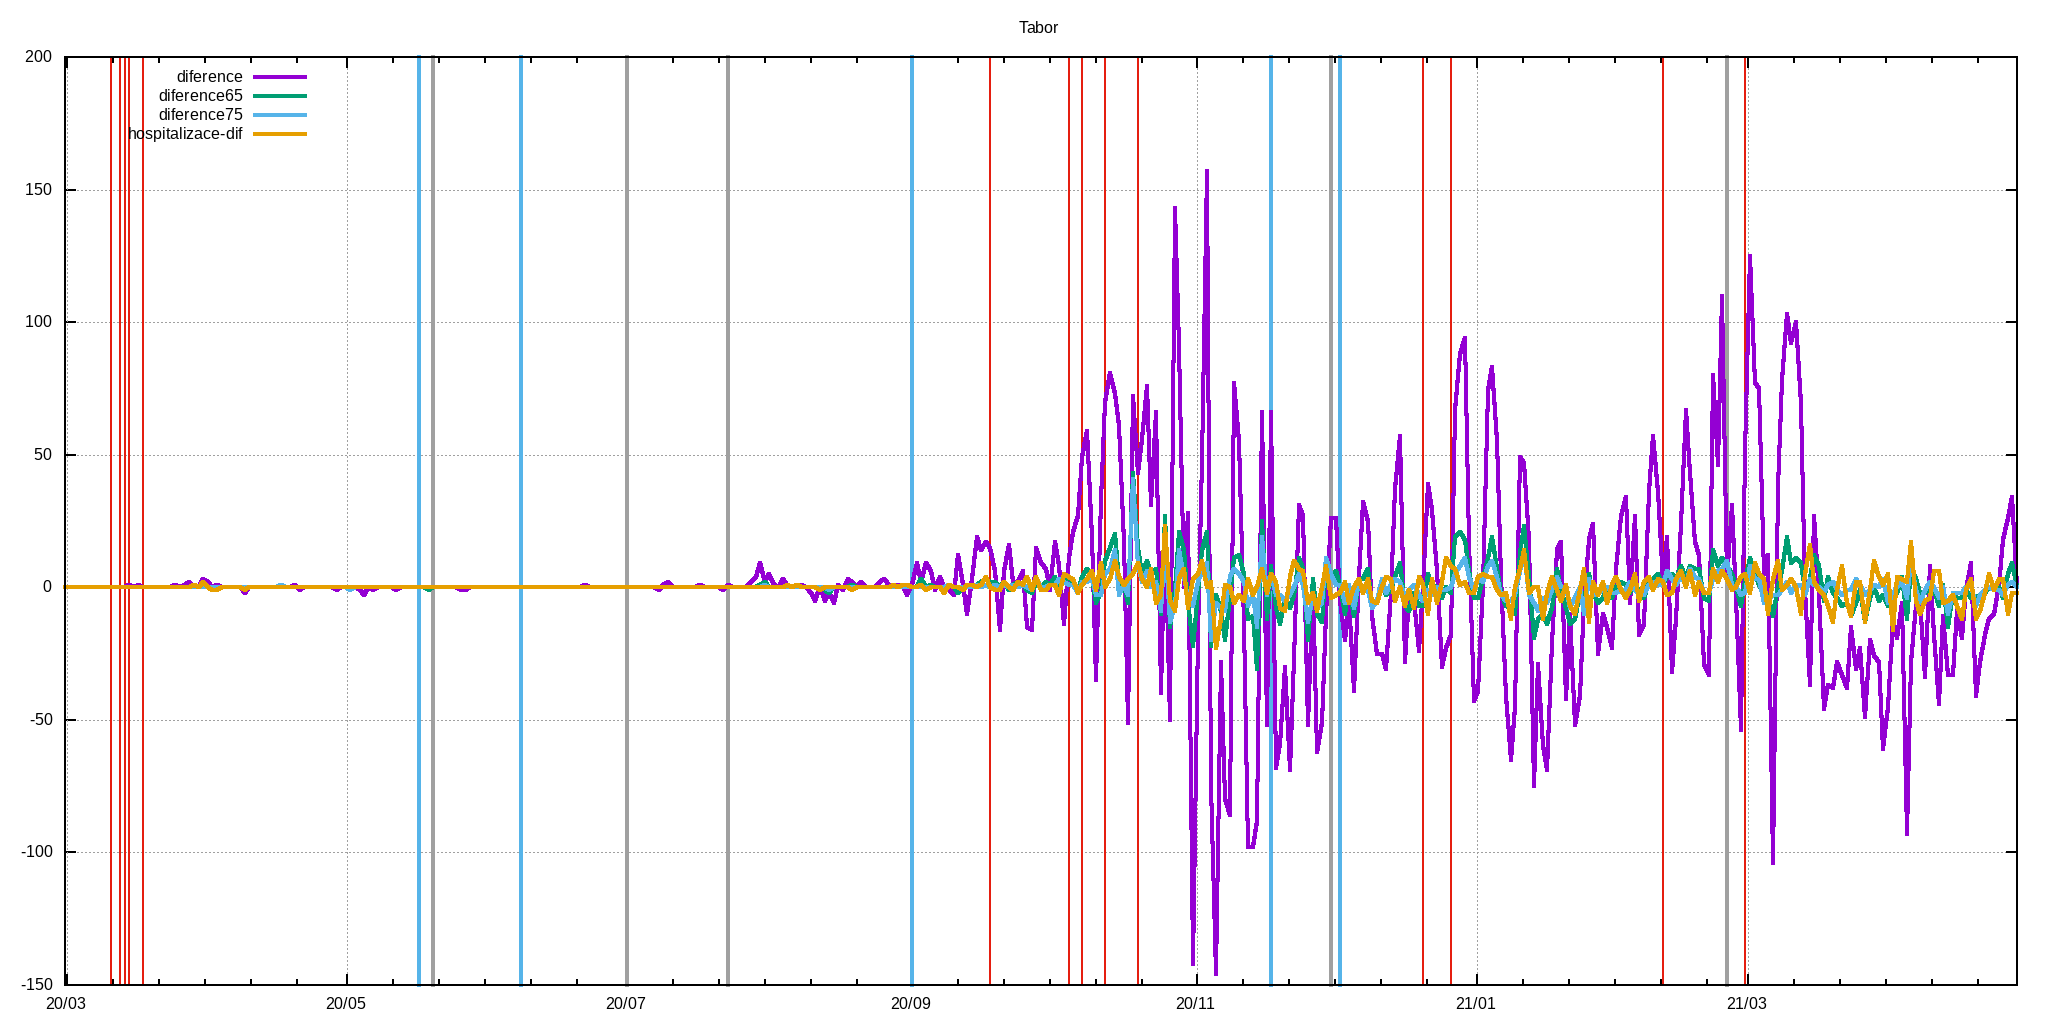 Tabor
200
150
100
50
0
-50
-100
-150
diference
diference65
diference75
hospitalizace-dif
20/03 20/05 20/07 20/09 20/11 21/01 21/03